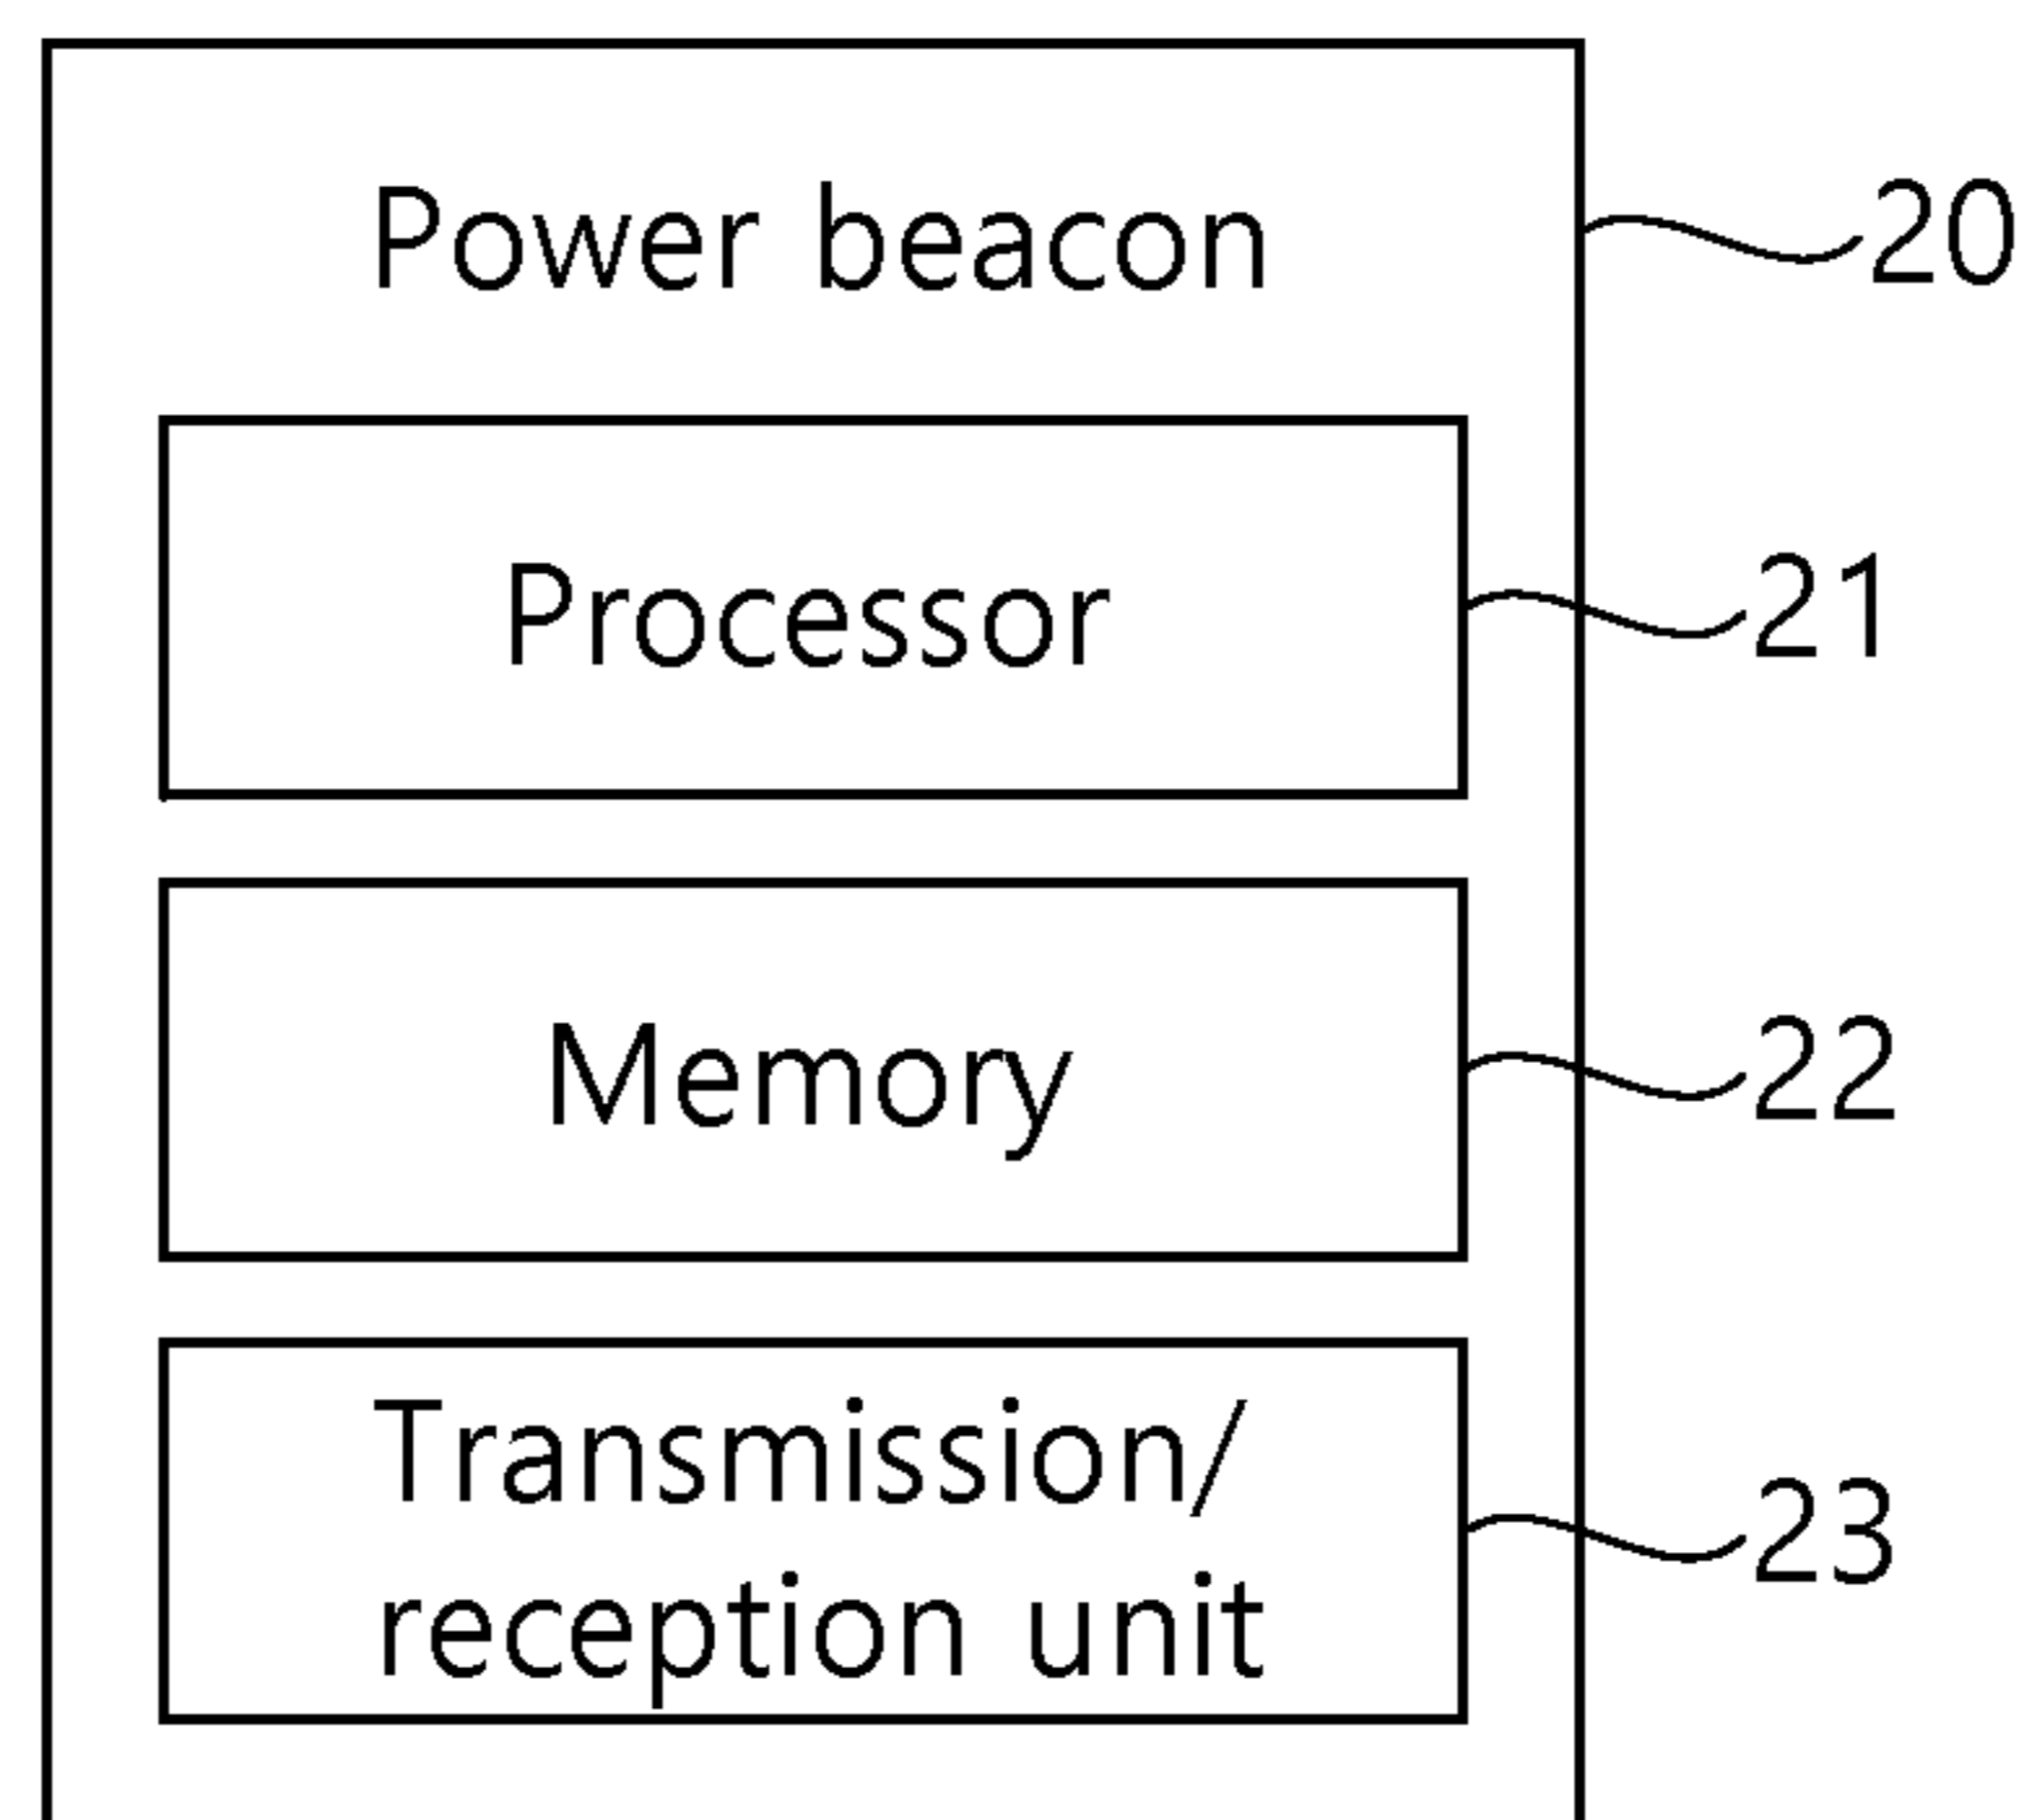 Power beacon
20
Processor
21
Memory
22
Transmission/
reception unit
23